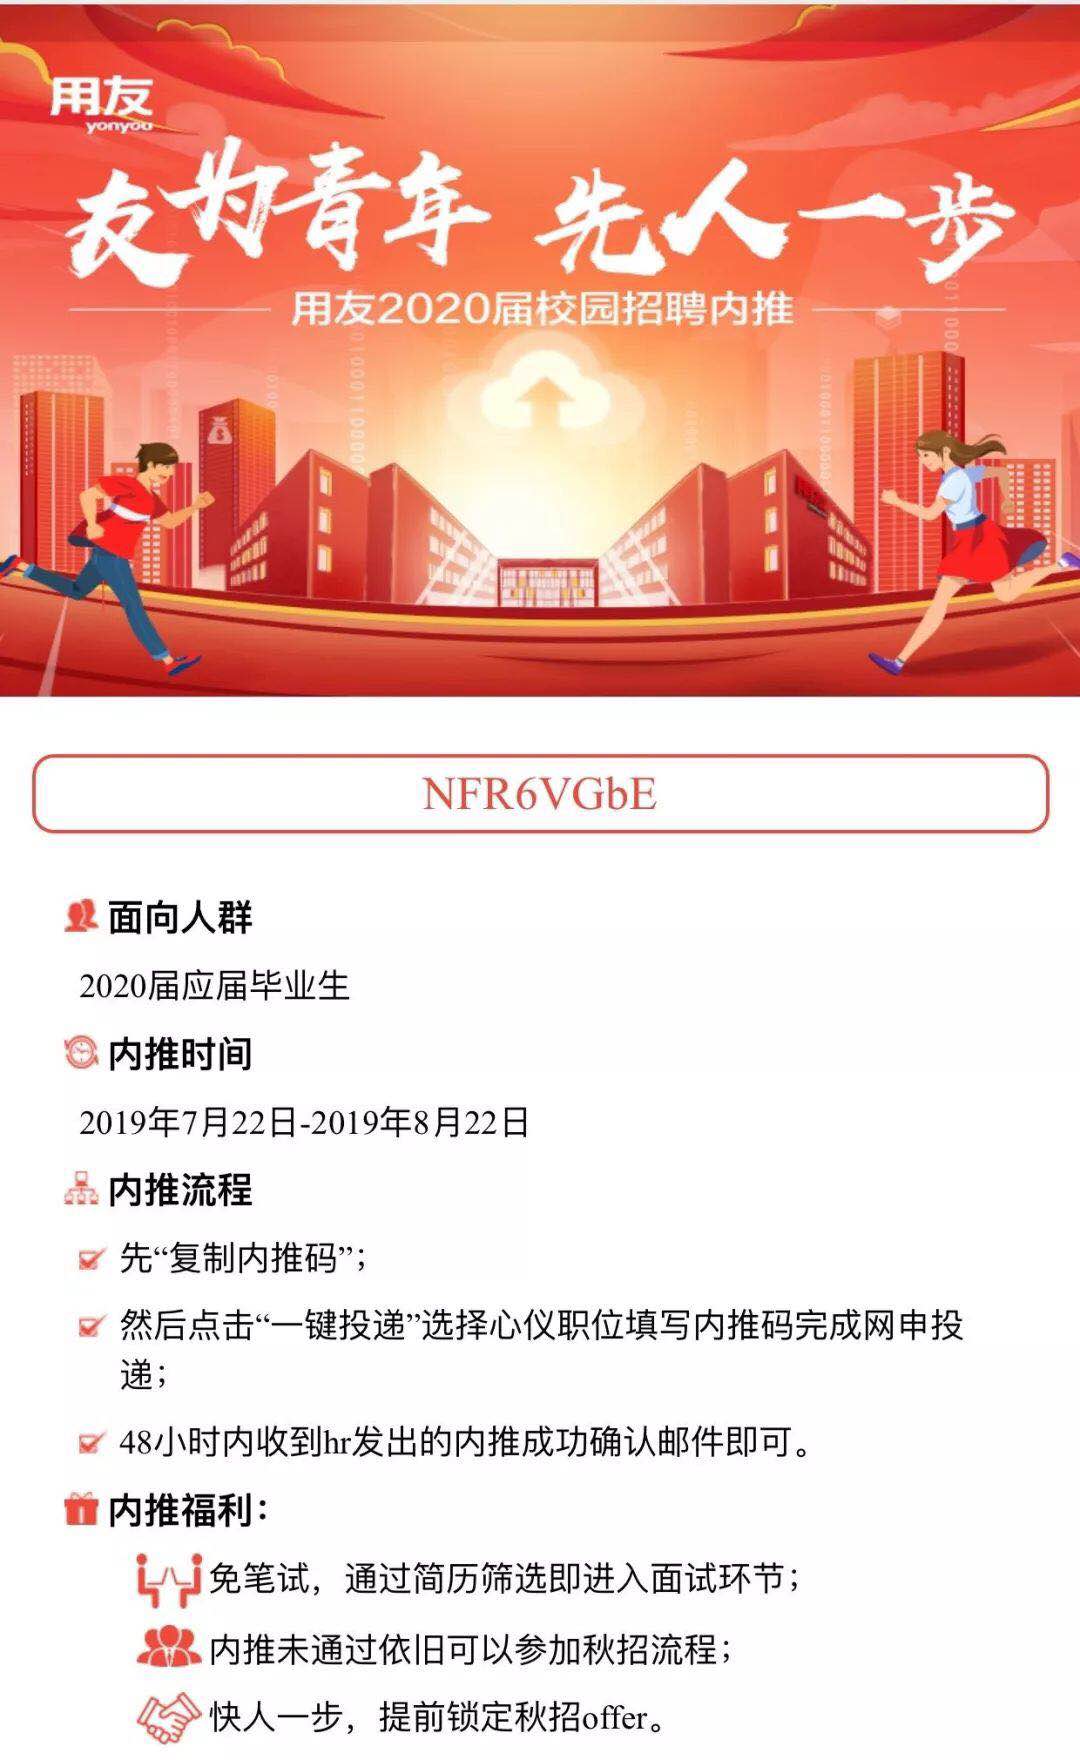 用友
yonyou
友为青年 先人一步
用友2020届校园招聘内推
NFR6VGbE
面向人群
2020届应届毕业生
内推时间
2019年7月22日-2019年8月22日
内推流程
先“复制内推码”；
然后点击“一键投递”选择心仪职位填写内推码完成网申投
递；
48小时内收到hr发出的内推成功确认邮件即可。
内推福利：
免笔试，通过简历筛选即进入面试环节；
内推未通过依旧可以参加秋招流程；
快人一步，提前锁定秋招offer。